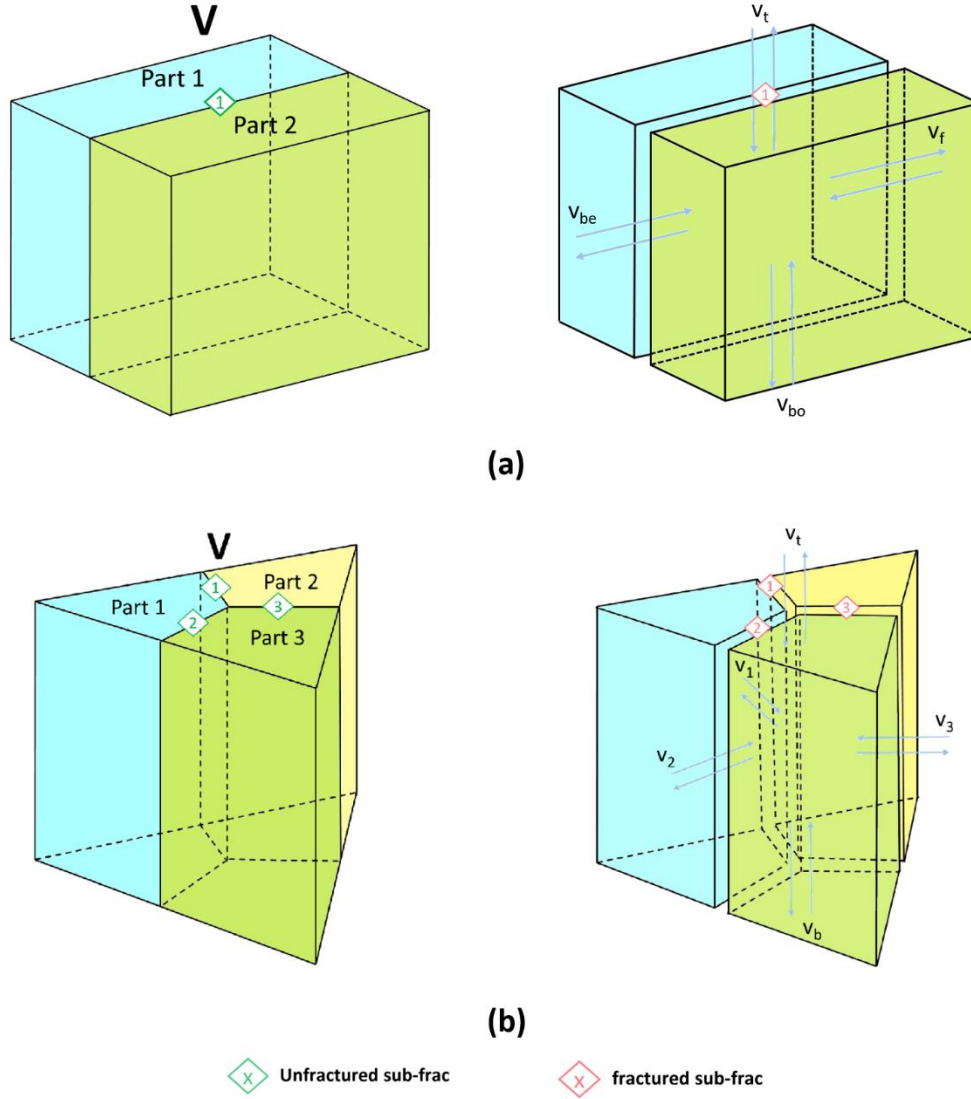 V
Part 1
1
Part 2
v_t
1
v_f
v_be
v_bo
(a)
V
Part 1
1
Part 2
2
3
Part 3
v_t
1
2
3
v_1
v_2
v_3
v_b
(b)
x Unfractured sub-frac
x fractured sub-frac